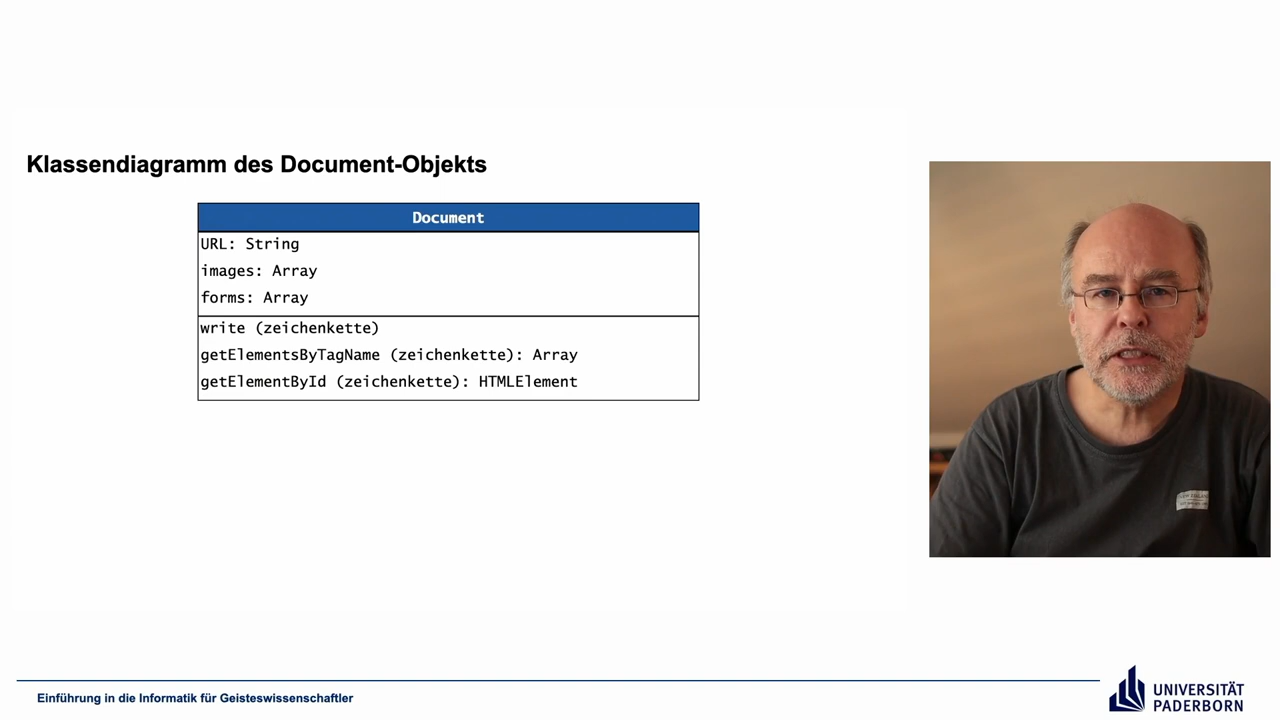 Klassendiagramm des Document-Objekts
Document
URL: String
images: Array
forms: Array
write (zeichenkette)
getElementsByTagName (zeichenkette): Array
getElementById (zeichenkette): HTMLElement
Einführung in die Informatik für Geisteswissenschaftler
UNIVERSITÄT
PADERBORN